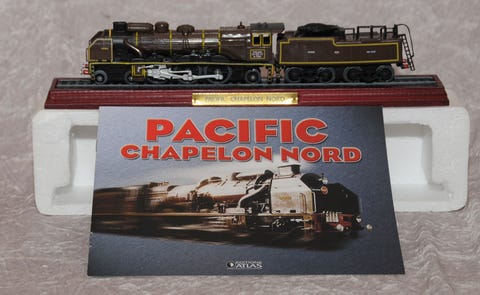 PACIFIC CHAPELON NORD
PACIFIC
CHAPELON NORD
ATLAS